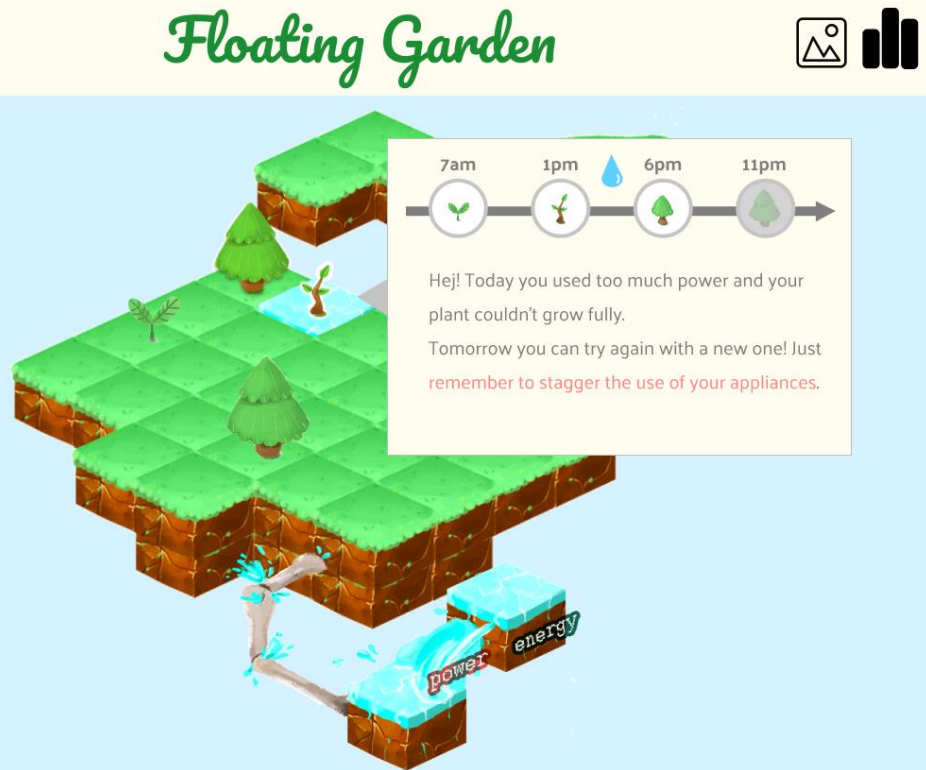 Floating Garden
7am 1pm 6pm 11pm
Hej! Today you used too much power and your
plant couldn't grow fully.
Tomorrow you can try again with a new one! Just
remember to stagger the use of your appliances.
energy
power